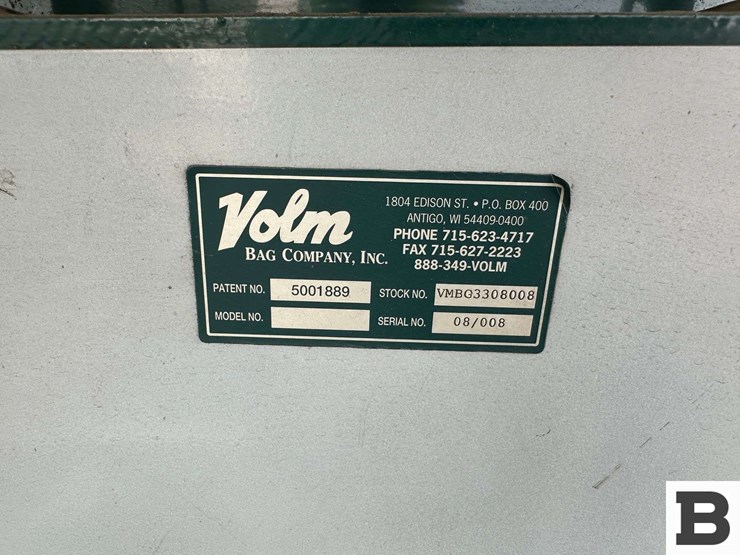 Volm
BAG COMPANY, INC.
1804 EDISON ST. • P.O. BOX 400
ANTIGO, WI 54409-0400
PHONE 715-623-4717
FAX 715-627-2223
888-349-VOLM
PATENT NO. 5001889
STOCK NO. VMBG3308008
MODEL NO.
SERIAL NO. 08/008
B